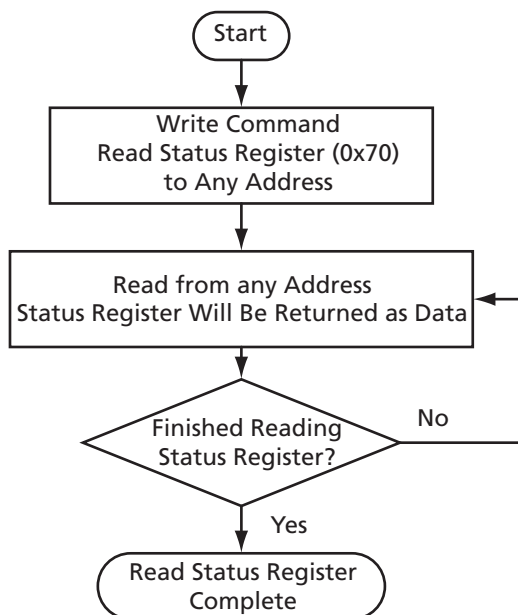 Start
Write Command
Read Status Register (0x70)
to Any Address
Read from any Address
Status Register Will Be Returned as Data
Finished Reading
Status Register?
No
Yes
Read Status Register
Complete